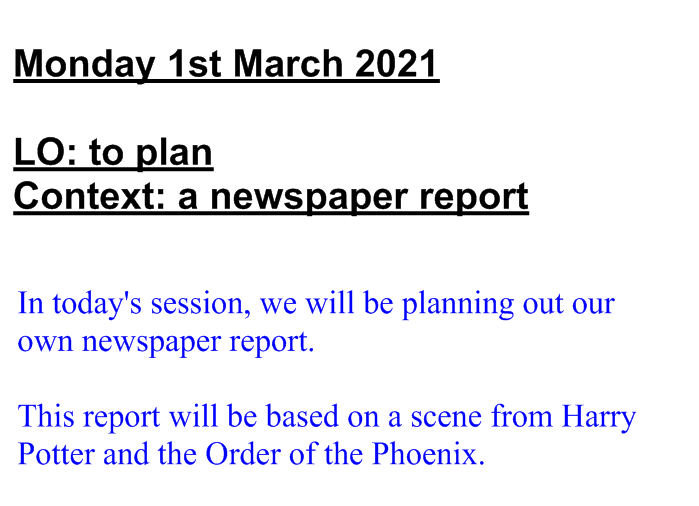 Monday 1st March 2021
LO: to plan
Context: a newspaper report
In today's session, we will be planning out our
own newspaper report.
This report will be based on a scene from Harry
Potter and the Order of the Phoenix.